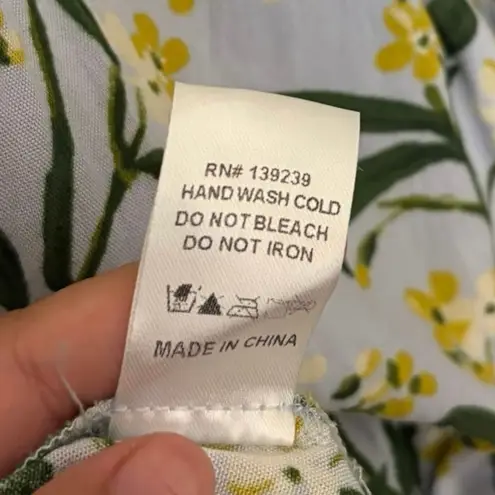 RN# 139239
HAND WASH COLD
DO NOT BLEACH
DO NOT IRON
MADE IN CHINA